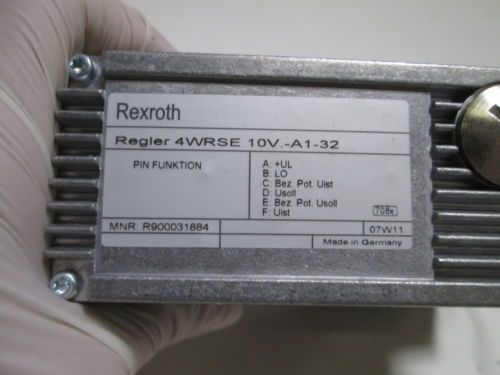 Rexroth
Regler 4WRSE 10V.-A1-32
PIN FUNKTION
A: +UL
B: LO
C: Bez. Pot. Uist
D: Usoll
E: Bez. Pot. Usoll
F: Uist
708x
MNR: R900031884
07W11
Made in Germany